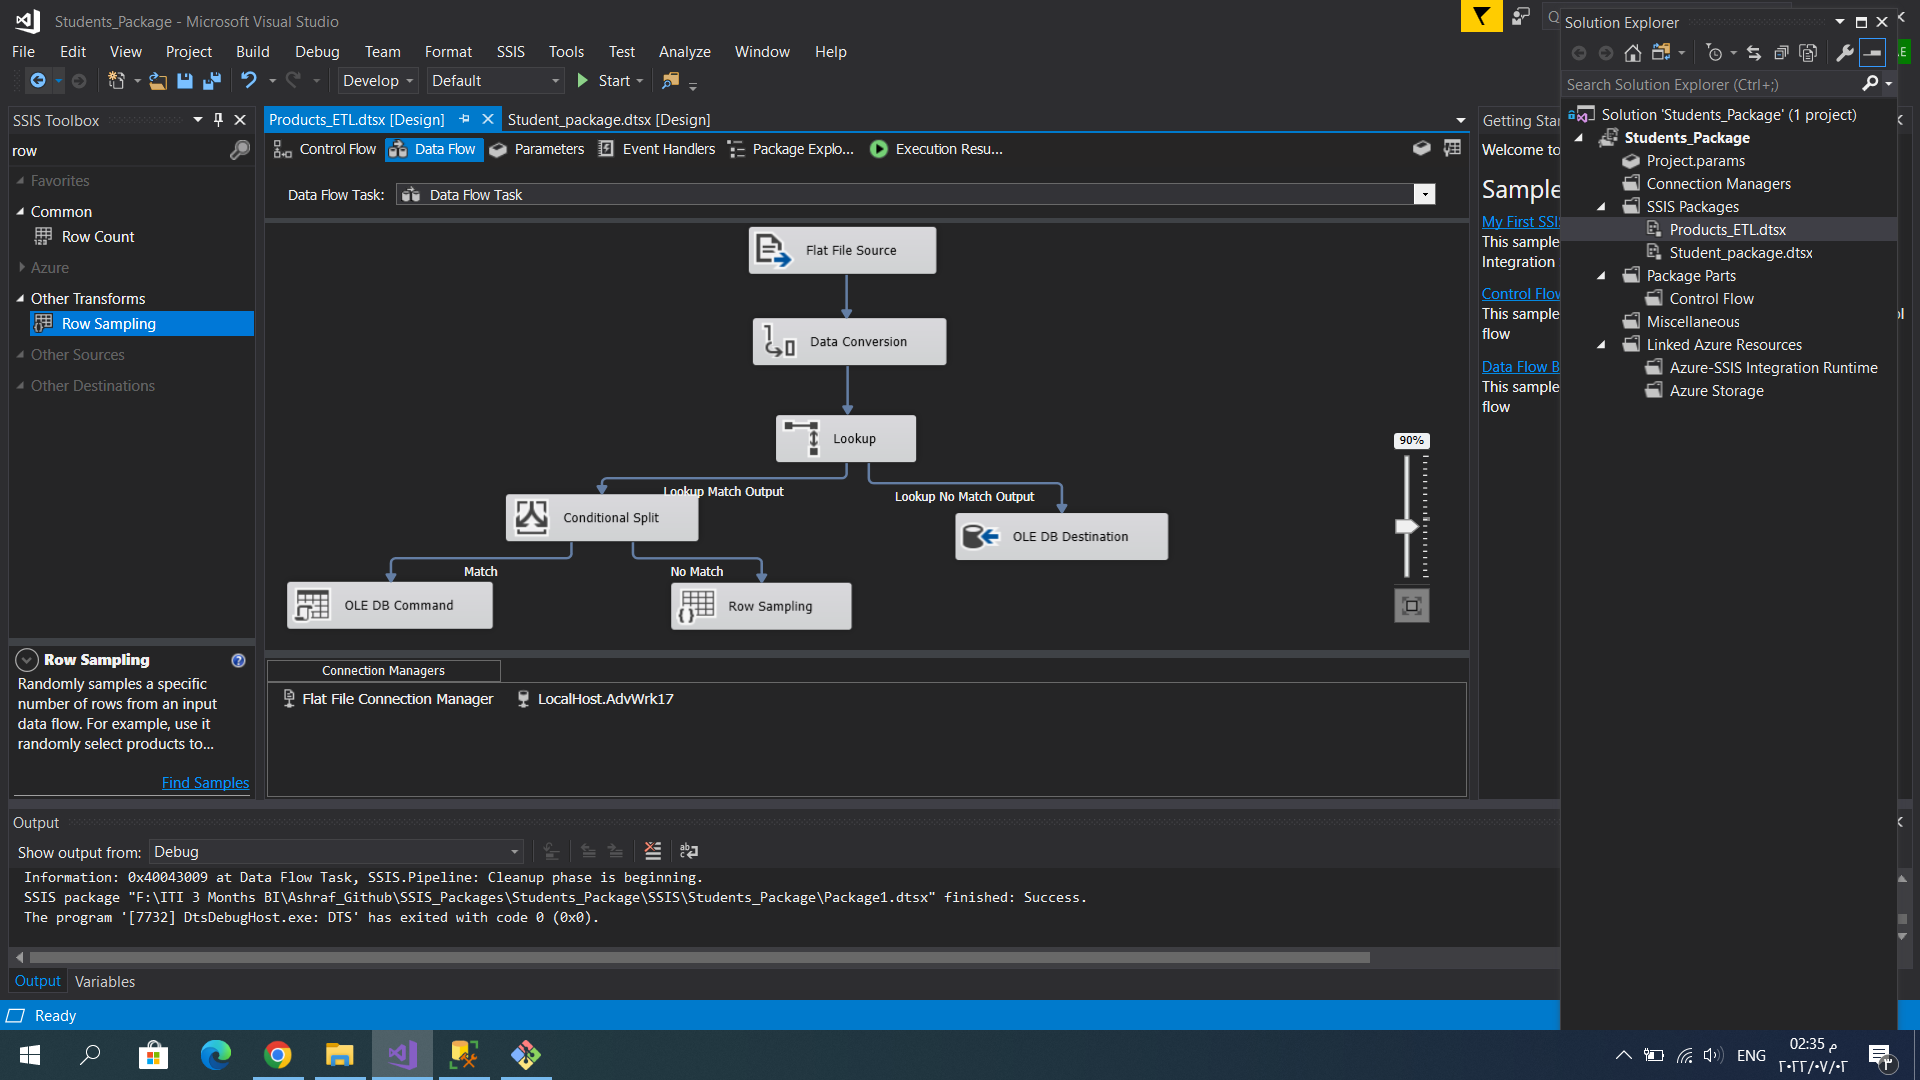 Students_Package - Microsoft Visual Studio
File Edit View Project Build Debug Team Format SSIS Tools Test Analyze Window Help
Develop Default Start
SSIS Toolbox
row
Favorites
Common
Row Count
Azure
Other Transforms
Row Sampling
Other Sources
Other Destinations
Row Sampling
Randomly samples a specific
number of rows from an input
data flow. For example, use it
randomly select products to...
Find Samples
Products_ETL.dtsx [Design] Student_package.dtsx [Design]
Control Flow Data Flow Parameters Event Handlers Package Explo... Execution Resu...
Data Flow Task: Data Flow Task
Flat File Source
Data Conversion
Lookup
Lookup Match Output
Lookup No Match Output
Conditional Split
OLE DB Destination
Match
No Match
OLE DB Command
Row Sampling
90%
Connection Managers
Flat File Connection Manager LocalHost.AdvWrk17
Getting Star
Welcome to
Sample
My First SSIS
This sample
Integration
Control Flow
This sample
flow
Data Flow B
This sample
flow
Solution Explorer
Search Solution Explorer (Ctrl+;)
Solution 'Students_Package' (1 project)
Students_Package
Project.params
Connection Managers
SSIS Packages
Products_ETL.dtsx
Student_package.dtsx
Package Parts
Control Flow
Miscellaneous
Linked Azure Resources
Azure-SSIS Integration Runtime
Azure Storage
Output
Show output from: Debug
Information: 0x40043009 at Data Flow Task, SSIS.Pipeline: Cleanup phase is beginning.
SSIS package "F:\ITI 3 Months BI\Ashraf_Github\SSIS_Packages\Students_Package\SSIS\Students_Package\Package1.dtsx" finished: Success.
The program '[7732] DtsDebugHost.exe: DTS' has exited with code 0 (0x0).
Output Variables
Ready
ENG
02:35 م
٢٠٢٢/٠٧/٠٢
٣